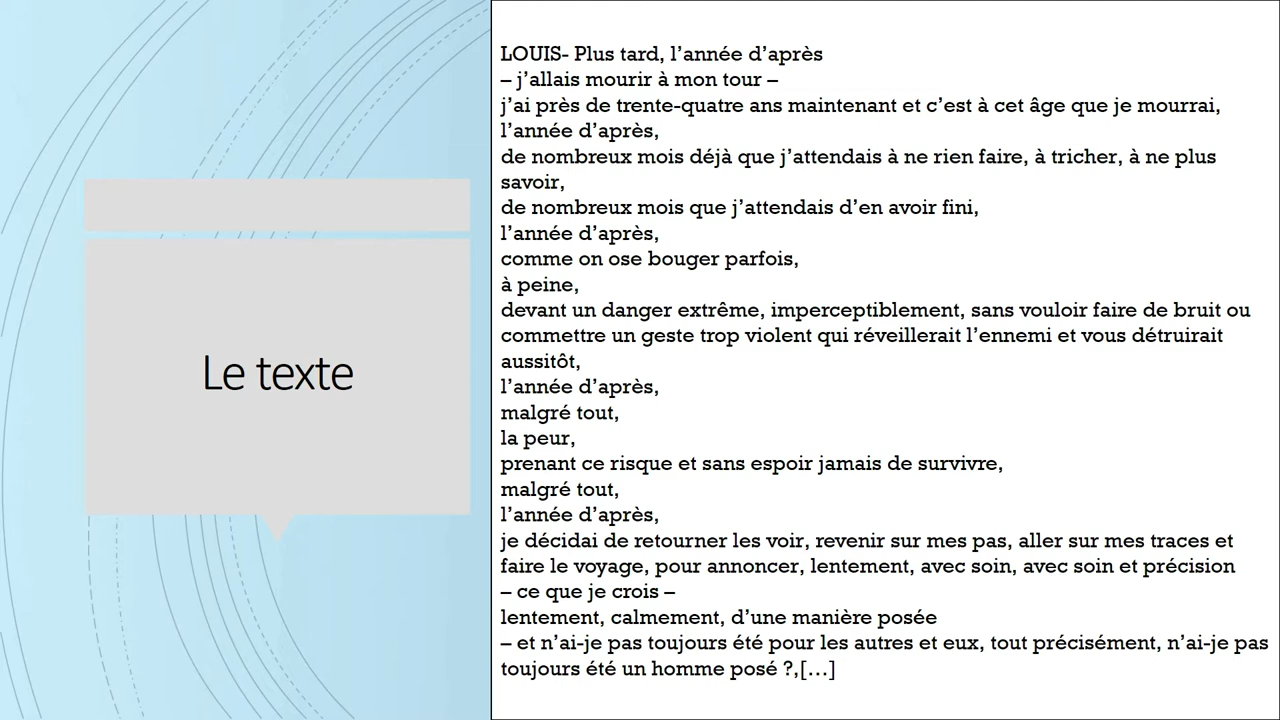 Le texte
LOUIS- Plus tard, l’année d’après
– j’allais mourir à mon tour –
j’ai près de trente-quatre ans maintenant et c’est à cet âge que je mourrai,
l’année d’après,
de nombreux mois déjà que j’attendais à ne rien faire, à tricher, à ne plus
savoir,
de nombreux mois que j’attendais d’en avoir fini,
l’année d’après,
comme on ose bouger parfois,
à peine,
devant un danger extrême, imperceptiblement, sans vouloir faire de bruit ou
commettre un geste trop violent qui réveillerait l’ennemi et vous détruirait
aussitôt,
l’année d’après,
malgré tout,
la peur,
prenant ce risque et sans espoir jamais de survivre,
malgré tout,
l’année d’après,
je décidai de retourner les voir, revenir sur mes pas, aller sur mes traces et
faire le voyage, pour annoncer, lentement, avec soin, avec soin et précision
– ce que je crois –
lentement, calmement, d’une manière posée
– et n’ai-je pas toujours été pour les autres et eux, tout précisément, n’ai-je pas
toujours été un homme posé ?,[…]